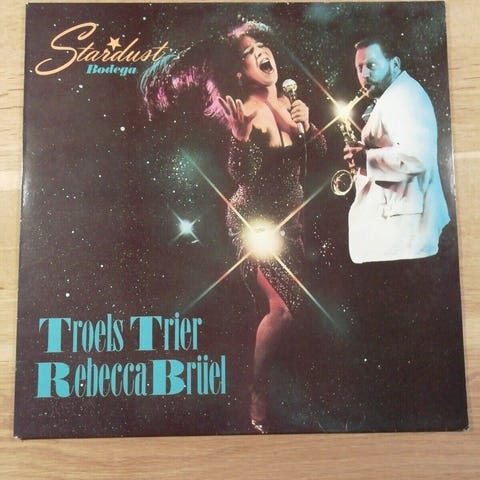 Stardust
Bodega
Troels Trier
Rebecca Brüel